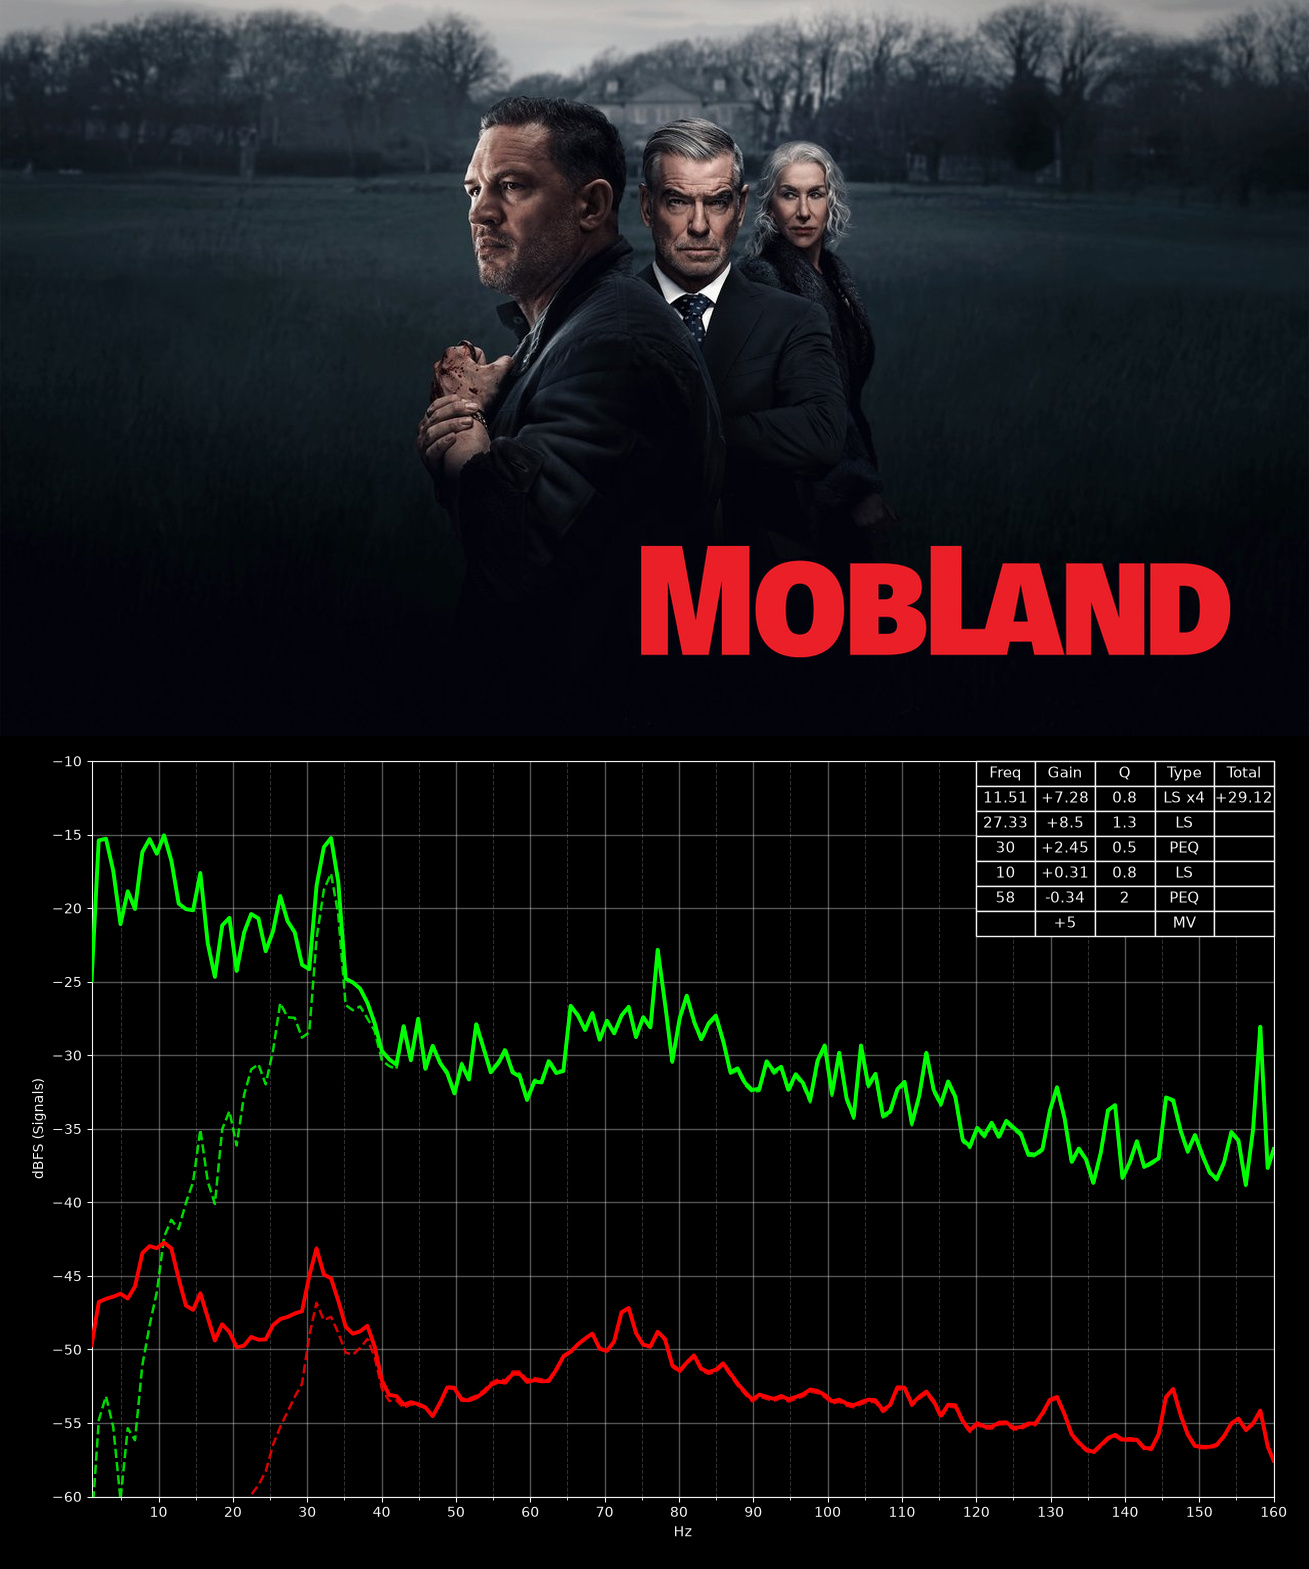 MOBLAND
Freq Gain Q Type Total
11.51 +7.28 0.8 LS x4 +29.12
27.33 +8.5 1.3 LS
30 +2.45 0.5 PEQ
10 +0.31 0.8 LS
58 -0.34 2 PEQ
+5 MV
−10
−15
−20
−25
−30
−35
−40
−45
−50
−55
−60
dBFS (Signals)
10 20 30 40 50 60 70 80 90 100 110 120 130 140 150 160
Hz